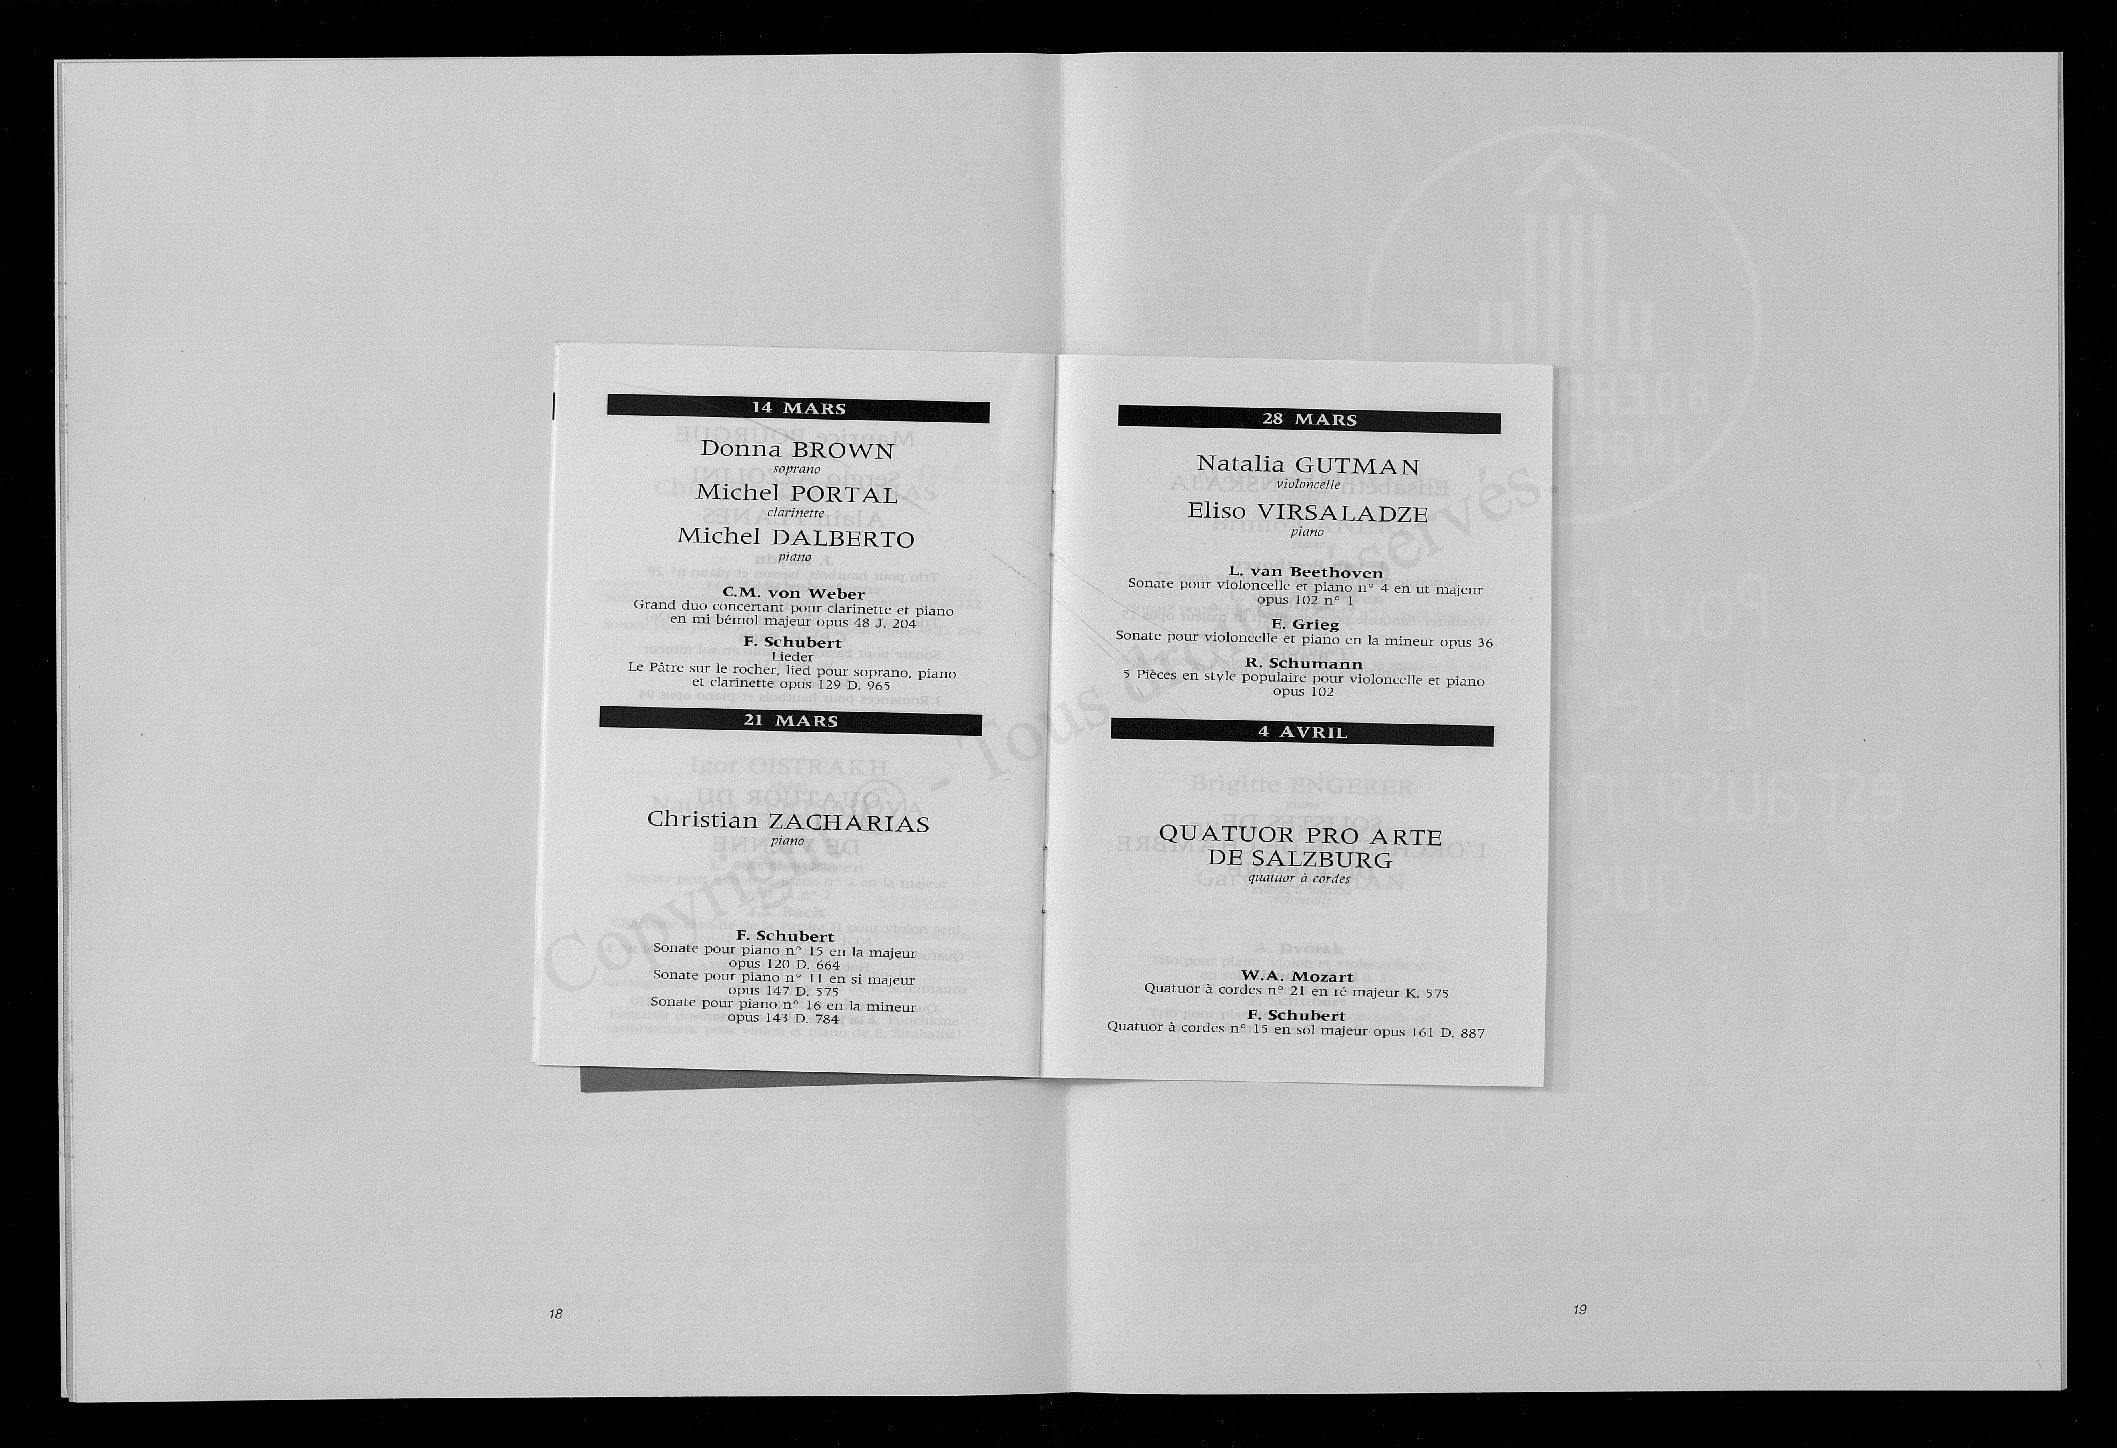 14 MARS
Donna BROWN
soprano
Michel PORTAL
clarinette
Michel DALBERTO
piano
C.M. von Weber
Grand duo concertant pour clarinette et piano
en mi bémol majeur opus 48 J. 204
F. Schubert
Lieder
Le Pâtre sur le rocher, lied pour soprano, piano
et clarinette opus 129 D. 965
21 MARS
Christian ZACHARIAS
piano
F. Schubert
Sonate pour piano n° 15 en la majeur
opus 120 D. 664
Sonate pour piano n° 11 en si majeur
opus 147 D. 575
Sonate pour piano n° 16 en la mineur
opus 143 D. 784
28 MARS
Natalia GUTMAN
violoncelle
Eliso VIRSALADZE
piano
L. van Beethoven
Sonate pour violoncelle et piano n° 4 en ut majeur
opus 102 n° 1
E. Grieg
Sonate pour violoncelle et piano en la mineur opus 36
R. Schumann
5 Pièces en style populaire pour violoncelle et piano
opus 102
4 AVRIL
QUATUOR PRO ARTE
DE SALZBURG
quatuor à cordes
W.A. Mozart
Quatuor à cordes n° 21 en ré majeur K. 575
F. Schubert
Quatuor à cordes n° 15 en sol majeur opus 161 D. 887
Copyright © - Tous droits réservés.
18
19